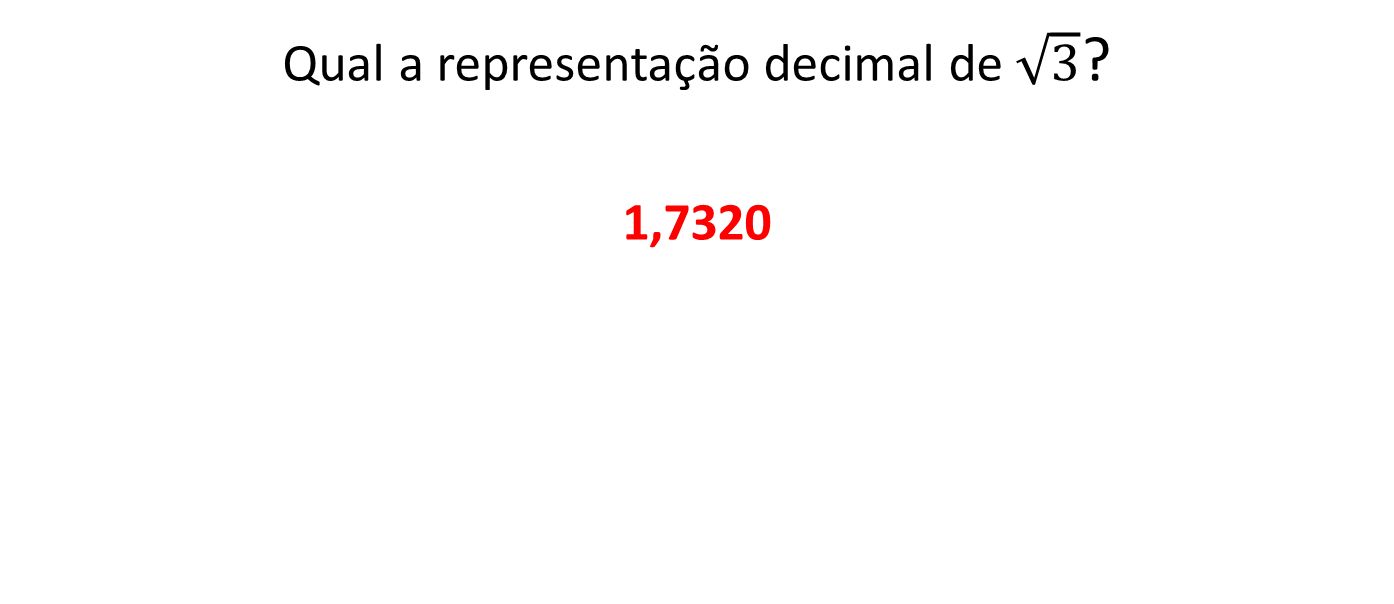 Qual a representação decimal de √3?
1,7320